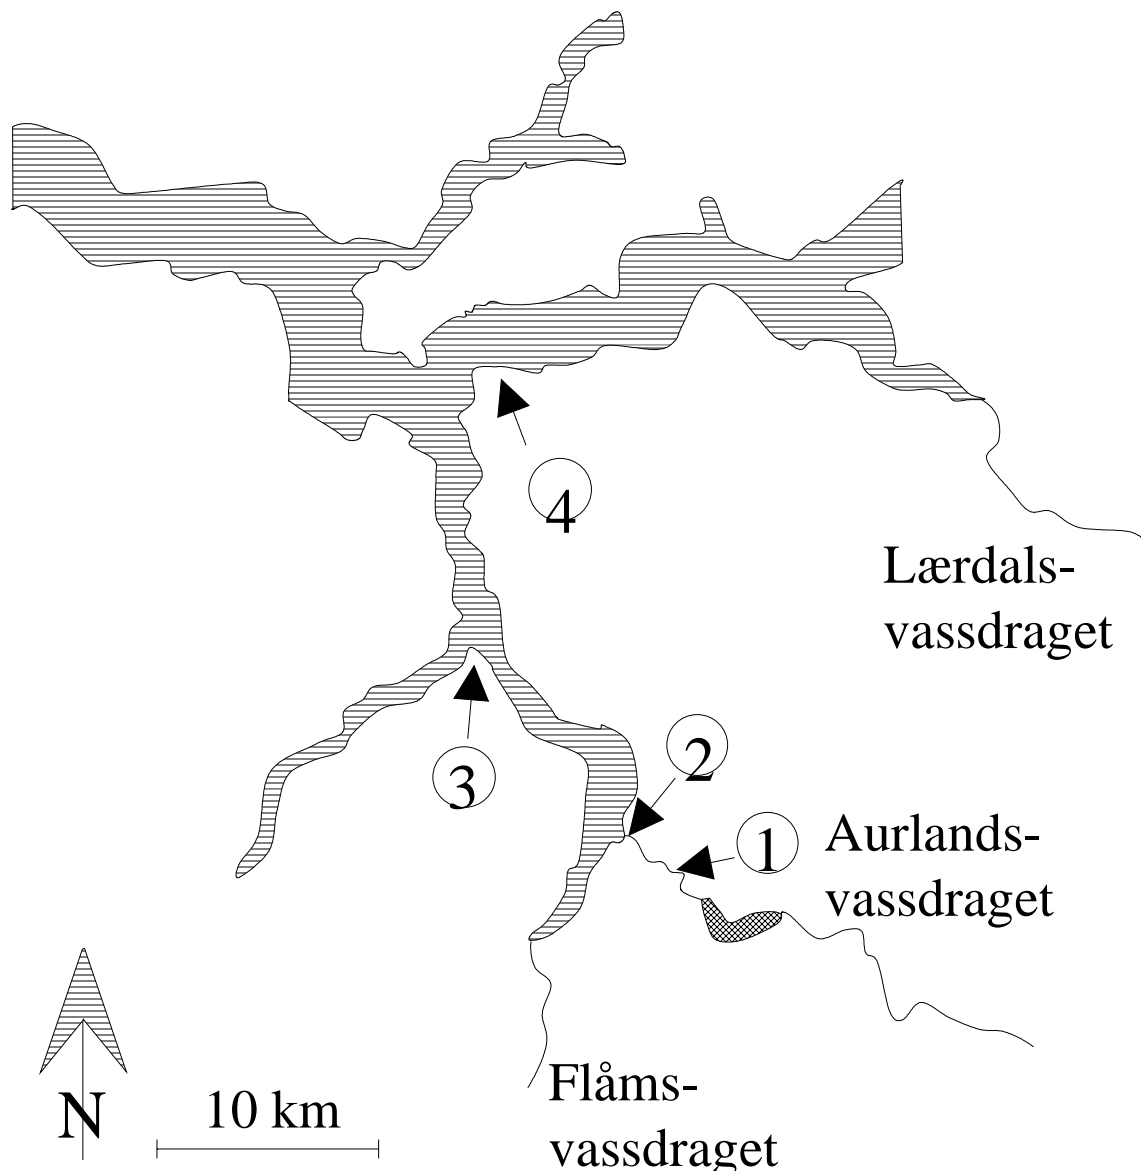 4
Lærdals-
vassdraget
2
3
1
Aurlands-
vassdraget
N
10 km
Flåms-
vassdraget